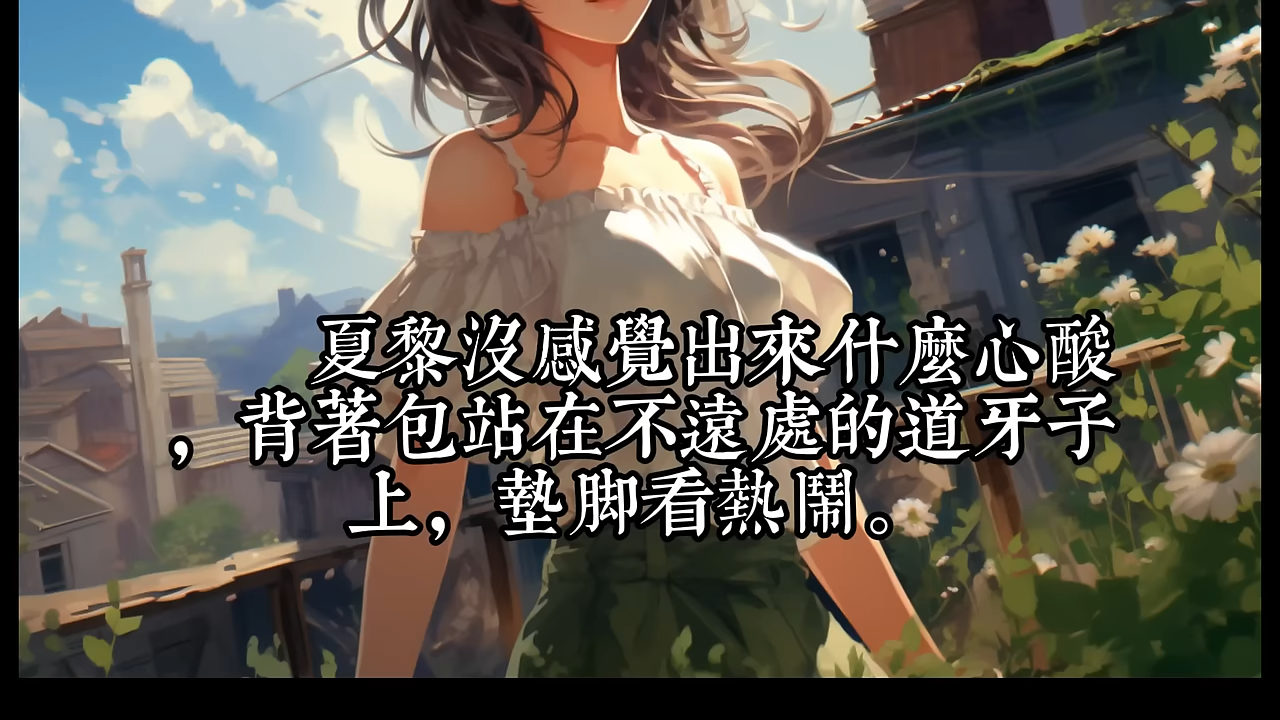 夏黎沒感覺出來什麼心酸
，背著包站在不遠處的道牙子
上，墊脚看熱鬧。